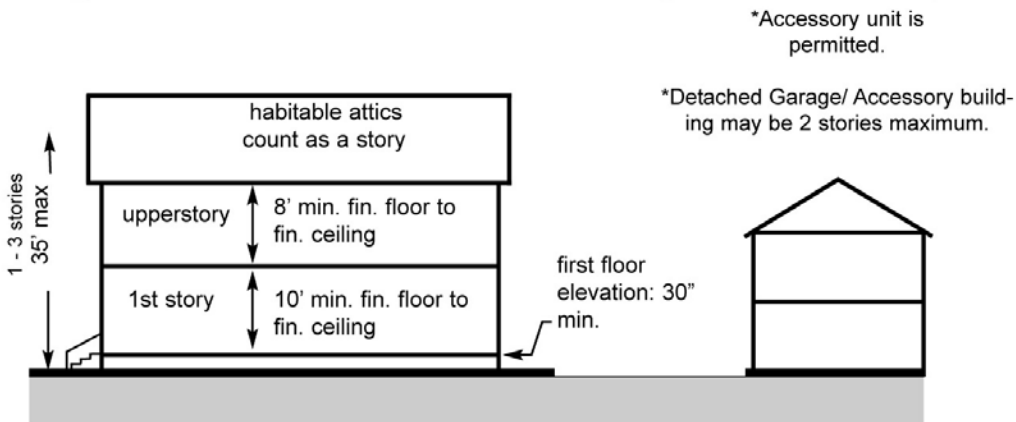 *Accessory unit is
permitted.
*Detached Garage/ Accessory build-
ing may be 2 stories maximum.
habitable attics
count as a story
1 - 3 stories
35’ max
upperstory
8’ min. fin. floor to
fin. ceiling
1st story
10’ min. fin. floor to
fin. ceiling
first floor
elevation: 30”
min.